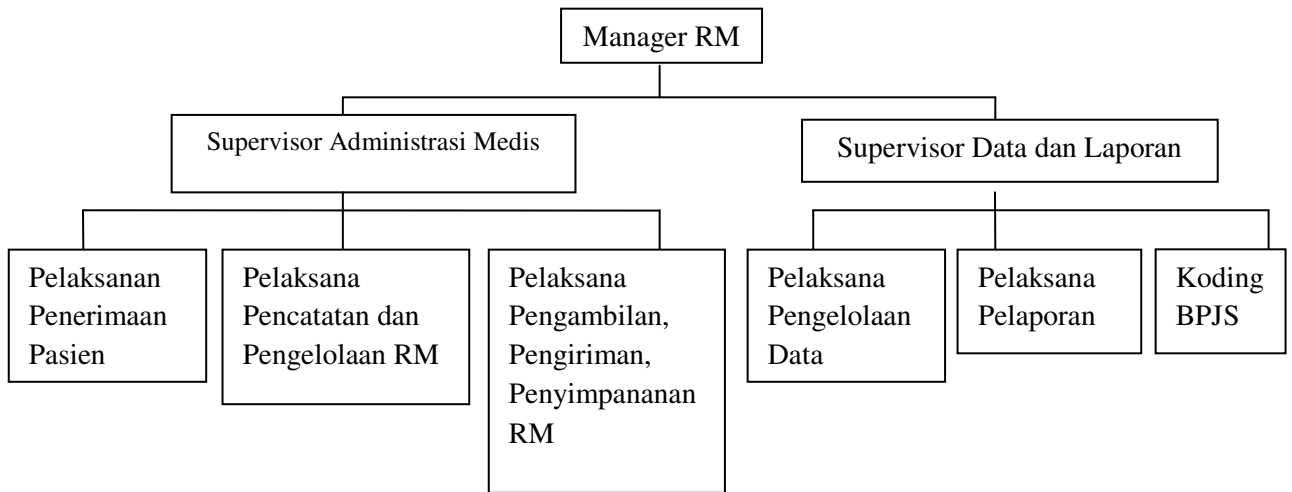 Manager RM
Supervisor Administrasi Medis
Supervisor Data dan Laporan
Pelaksanan
Penerimaan
Pasien
Pelaksana
Pencatatan dan
Pengelolaan RM
Pelaksana
Pengambilan,
Pengiriman,
Penyimpananan
RM
Pelaksana
Pengelolaan
Data
Pelaksana
Pelaporan
Koding
BPJS